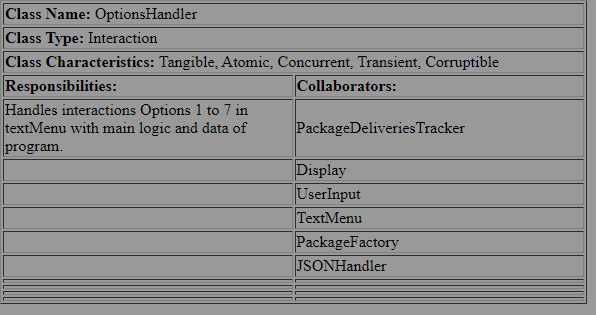 Class Name: OptionsHandler
Class Type: Interaction
Class Characteristics: Tangible, Atomic, Concurrent, Transient, Corruptible
Responsibilities: Collaborators:
Handles interactions Options 1 to 7 in
textMenu with main logic and data of
program.
PackageDeliveriesTracker
Display
UserInput
TextMenu
PackageFactory
JSONHandler